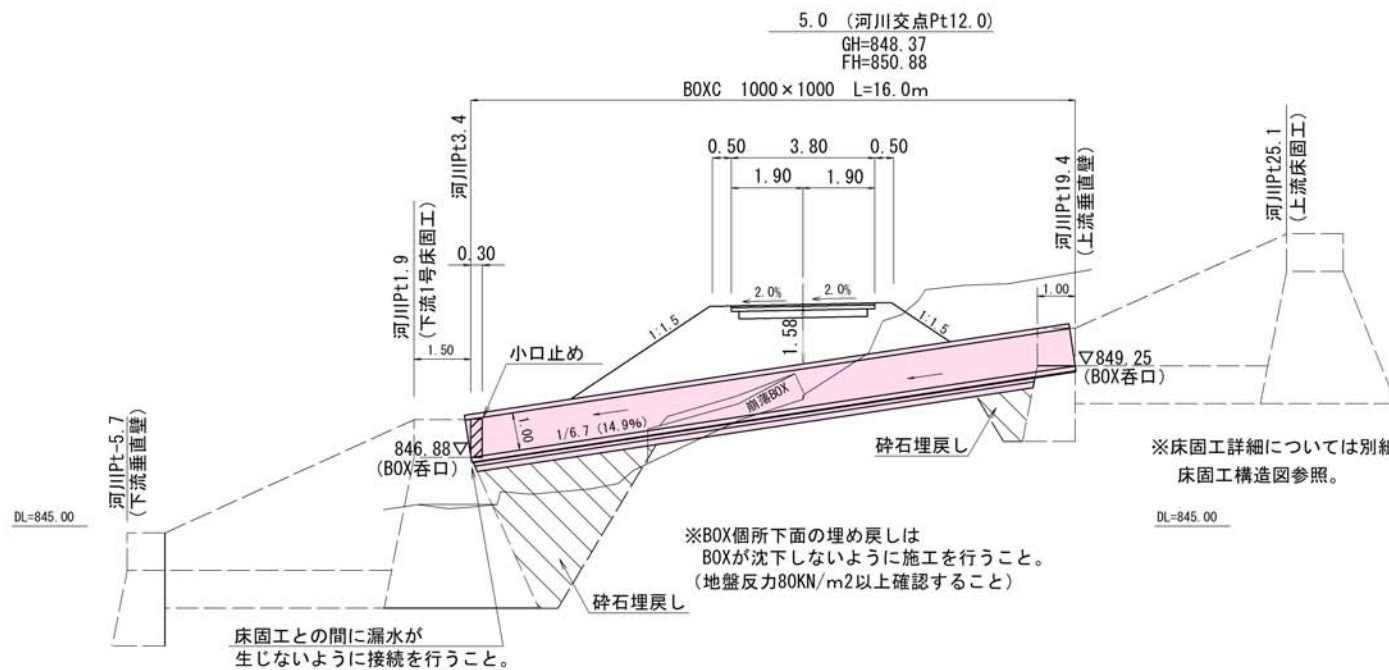 5.0 (河川交点Pt12.0)
GH=848.37
FH=850.88
BOXC 1000×1000 L=16.0m
河川Pt3.4
河川Pt19.4
(上流垂直壁)
河川Pt25.1
(上流床固工)
河川Pt1.9
(下流1号床固工)
河川Pt-5.7
(下流垂直壁)
0.50 3.80 0.50
1.90 1.90
0.30
1.50
1.00
2.0% 2.0%
1:1.5
1:1.5
1.58
小口止め
▽849.25
(BOX呑口)
崩落BOX
1.00
1/6.7 (14.9%)
846.88▽
(BOX呑口)
砕石埋戻し
※床固工詳細については別紙
床固工構造図参照。
DL=845.00
DL=845.00
※BOX個所下面の埋め戻しは
BOXが沈下しないように施工を行うこと。
(地盤反力80KN/m2以上確認すること)
砕石埋戻し
床固工との間に漏水が
生じないように接続を行うこと。